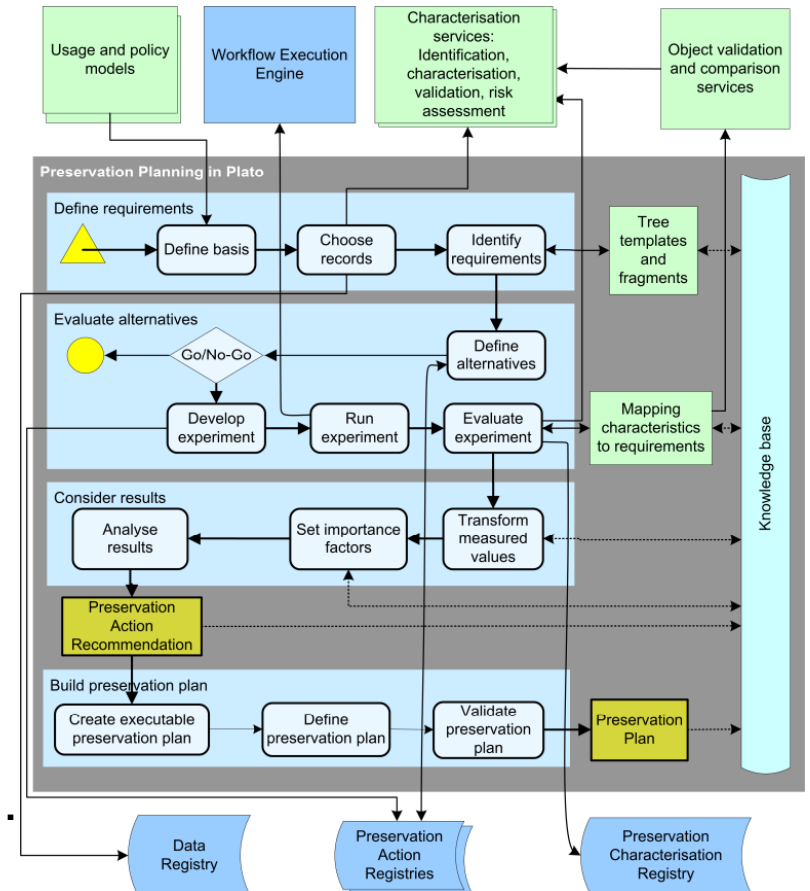 Usage and policy
models
Workflow Execution
Engine
Characterisation
services:
Identification,
characterisation,
validation, risk
assessment
Object validation
and comparison
services
Preservation Planning in Plato
Define requirements
Define basis
Choose
records
Identify
requirements
Tree
templates
and
fragments
Evaluate alternatives
Go/No-Go
Define
alternatives
Develop
experiment
Run
experiment
Evaluate
experiment
Mapping
characteristics
to requirements
Knowledge base
Consider results
Analyse
results
Set importance
factors
Transform
measured
values
Preservation
Action
Recommendation
Build preservation plan
Create executable
preservation plan
Define
preservation plan
Validate
preservation
plan
Preservation
Plan
Data
Registry
Preservation
Action
Registries
Preservation
Characterisation
Registry